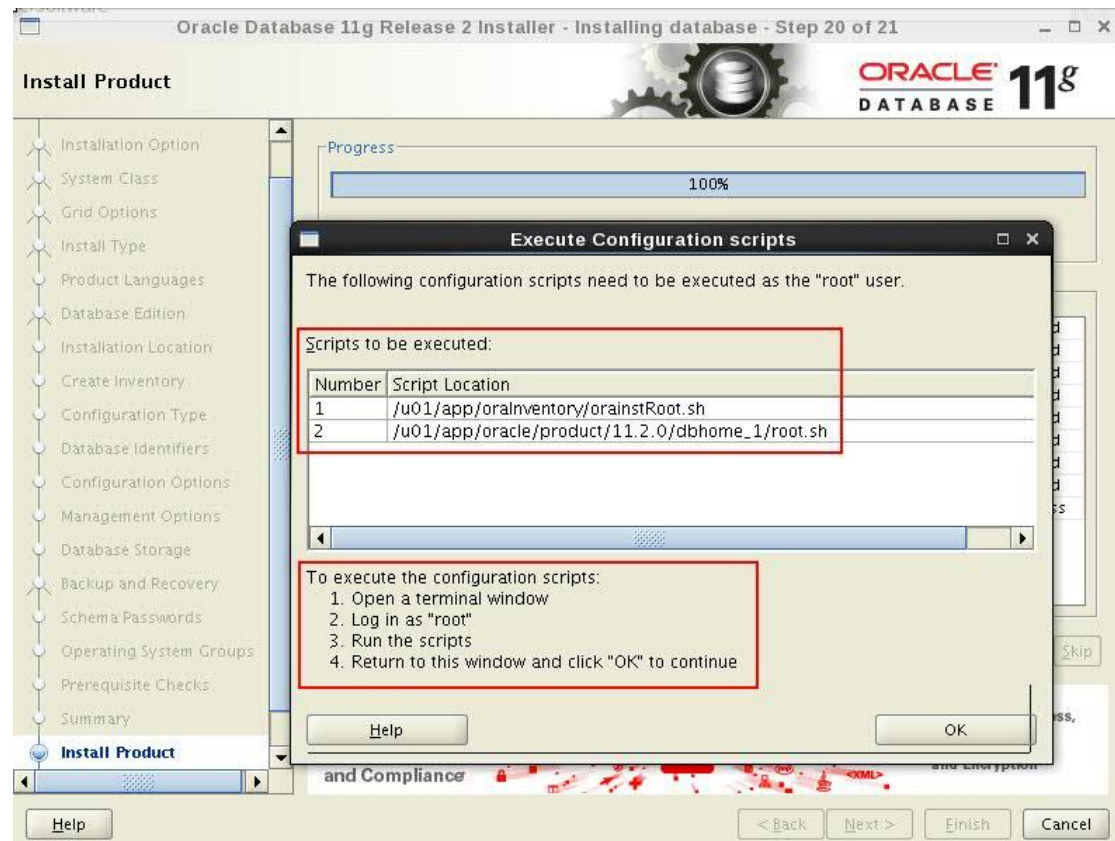 Oracle Database 11g Release 2 Installer - Installing database - Step 20 of 21
Install Product
ORACLE 11g
DATABASE
Installation Option
System Class
Grid Options
Install Type
Product Languages
Database Edition
Installation Location
Create Inventory
Configuration Type
Database Identifiers
Configuration Options
Management Options
Database Storage
Backup and Recovery
Schema Passwords
Operating System Groups
Prerequisite Checks
Summary
Install Product
Progress
100%
Execute Configuration scripts
The following configuration scripts need to be executed as the "root" user.
Scripts to be executed:
Number Script Location
1 /u01/app/oraInventory/orainstRoot.sh
2 /u01/app/oracle/product/11.2.0/dbhome_1/root.sh
To execute the configuration scripts:
1. Open a terminal window
2. Log in as "root"
3. Run the scripts
4. Return to this window and click "OK" to continue
Help OK
Skip
and Compliance
<XML>
and Encryption
Help < Back Next > Finish Cancel